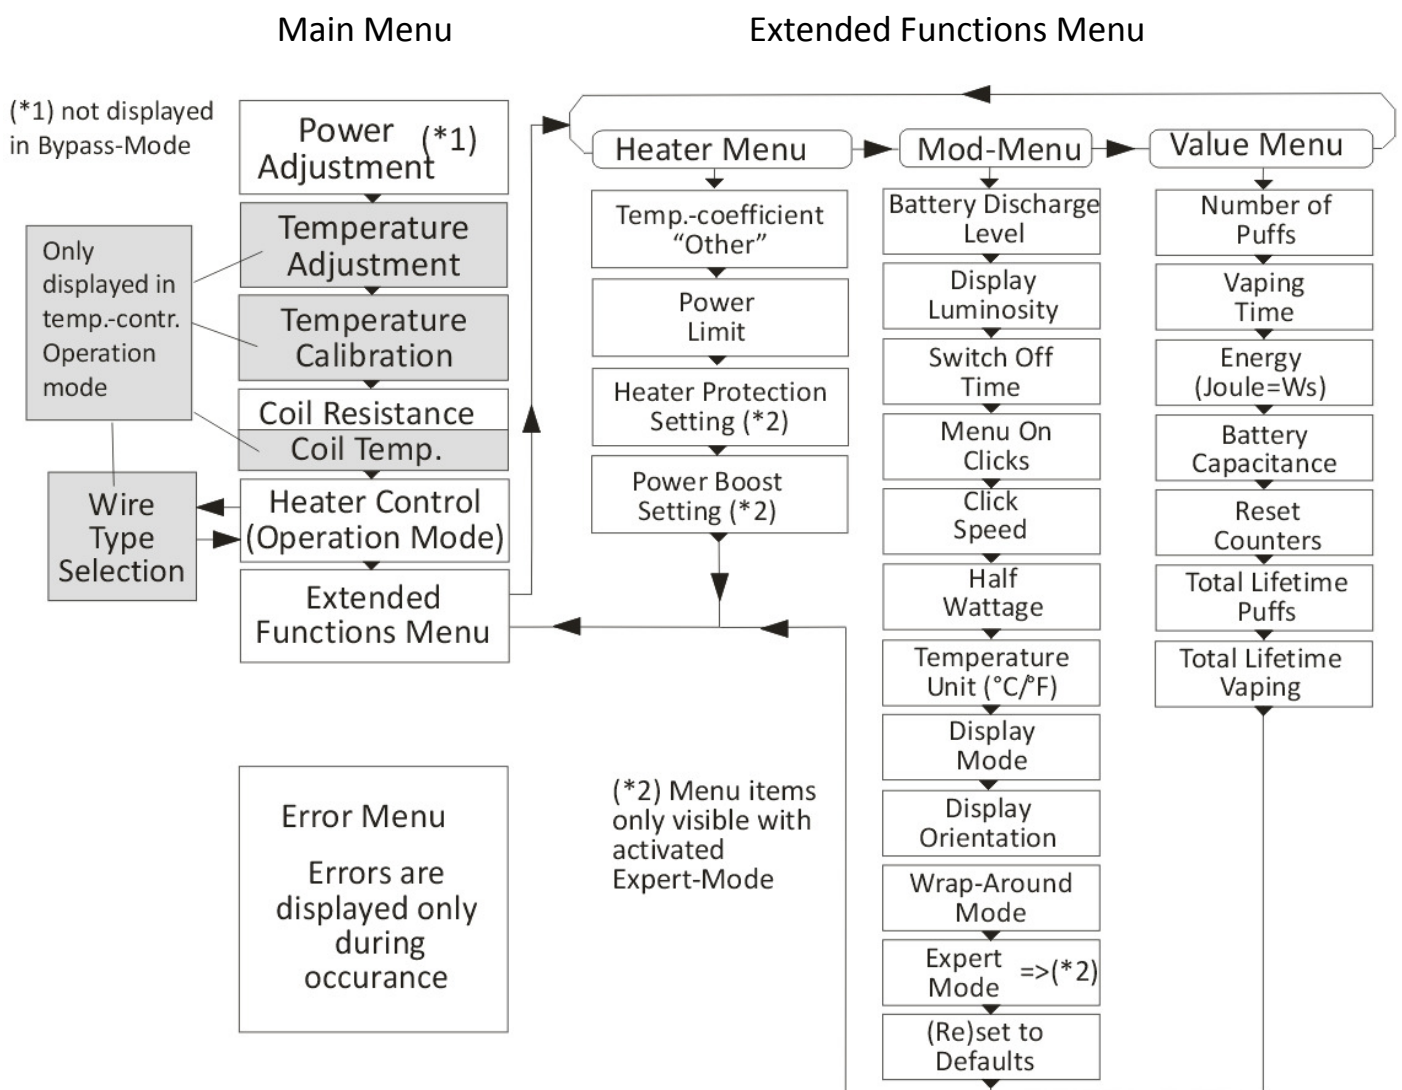 Main Menu
Extended Functions Menu
(*1) not displayed
in Bypass-Mode
Power (*1)
Adjustment
Temperature
Adjustment
Temperature
Calibration
Coil Resistance
Coil Temp.
Heater Control
(Operation Mode)
Extended
Functions Menu
Only
displayed in
temp.-contr.
Operation
mode
Wire
Type
Selection
Error Menu
Errors are
displayed only
during
occurance
Heater Menu
Temp.-coefficient
“Other”
Power
Limit
Heater Protection
Setting (*2)
Power Boost
Setting (*2)
(*2) Menu items
only visible with
activated
Expert-Mode
Mod-Menu
Battery Discharge
Level
Display
Luminosity
Switch Off
Time
Menu On
Clicks
Click
Speed
Half
Wattage
Temperature
Unit (°C/°F)
Display
Mode
Display
Orientation
Wrap-Around
Mode
Expert
Mode =>(*2)
(Re)set to
Defaults
Value Menu
Number of
Puffs
Vaping
Time
Energy
(Joule=Ws)
Battery
Capacitance
Reset
Counters
Total Lifetime
Puffs
Total Lifetime
Vaping